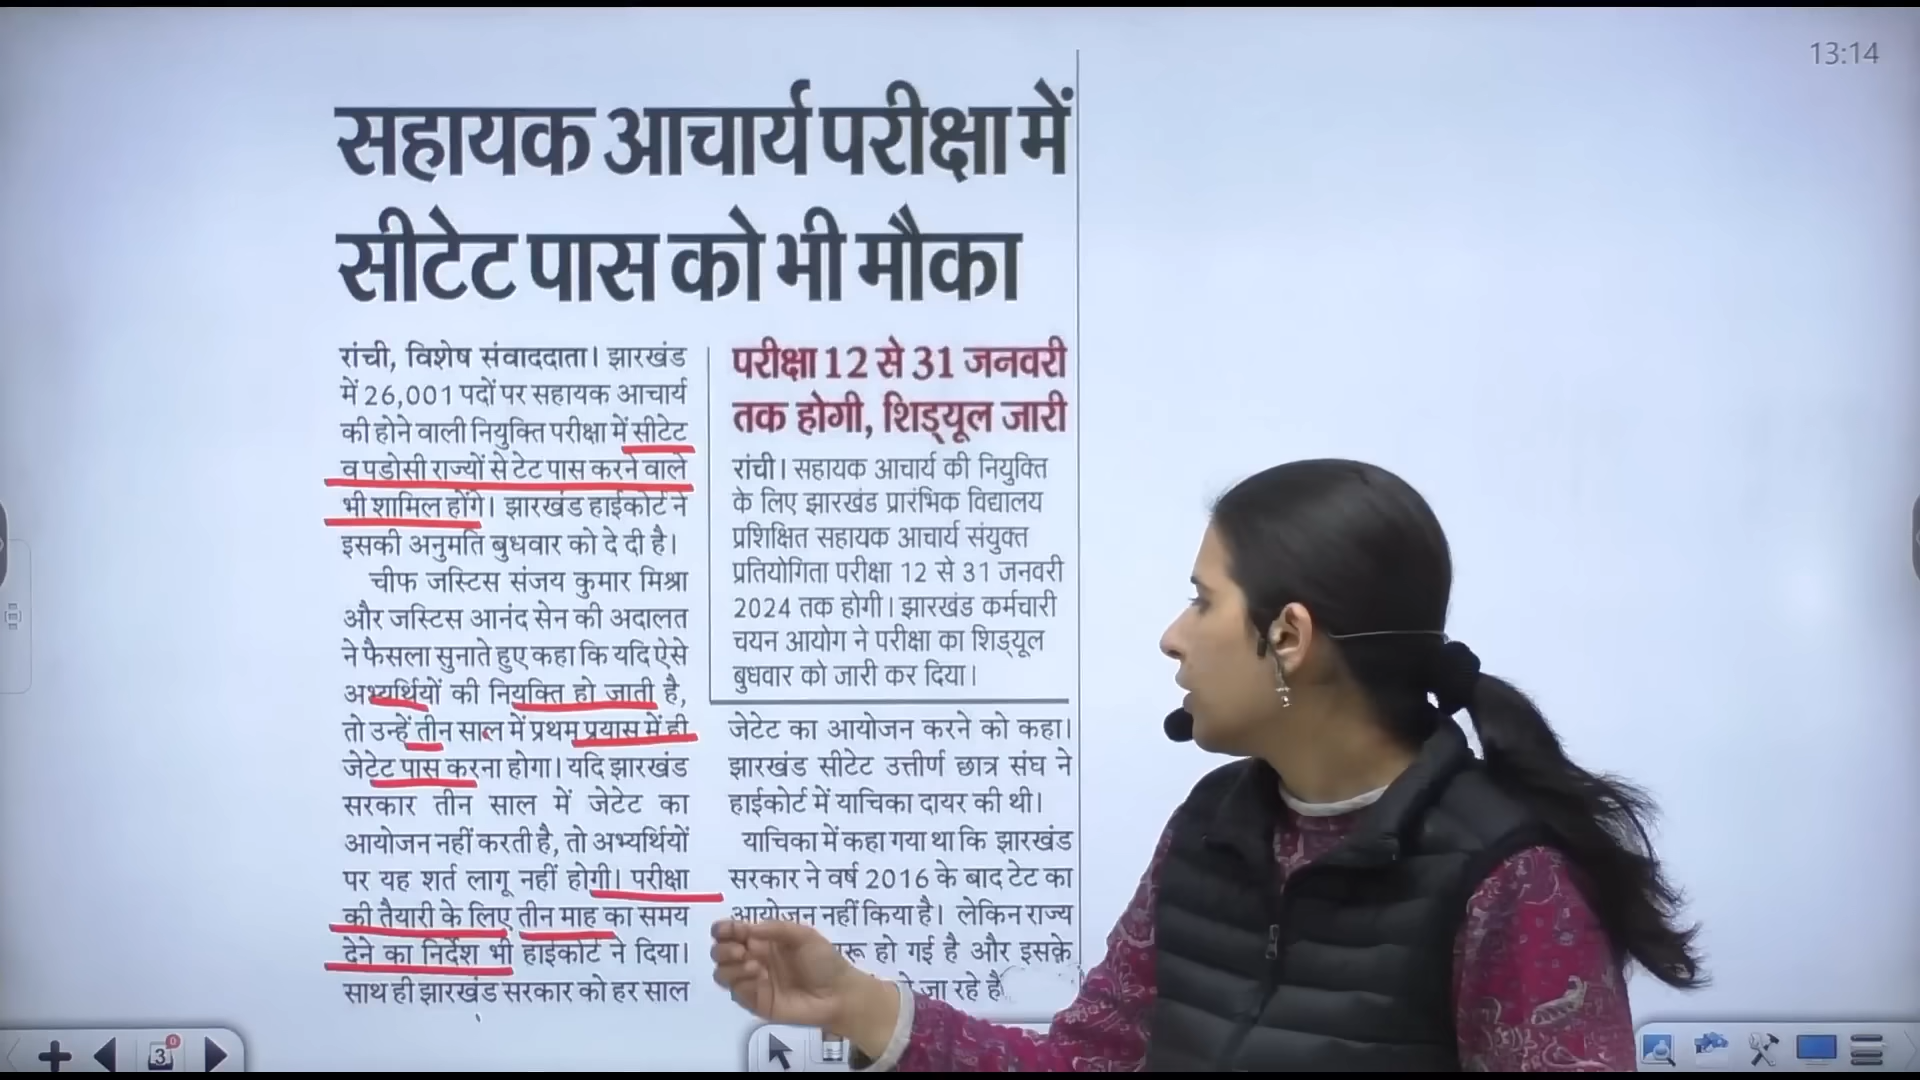 13:14
सहायक आचार्य परीक्षा में
सीटेट पास को भी मौका
रांची, विशेष संवाददाता। झारखंड
में 26,001 पदों पर सहायक आचार्य
की होने वाली नियुक्ति परीक्षा में सीटेट
व पडोसी राज्यों से टेट पास करने वाले
भी शामिल होंगे। झारखंड हाईकोर्ट ने
इसकी अनुमति बुधवार को दे दी है।
चीफ जस्टिस संजय कुमार मिश्रा
और जस्टिस आनंद सेन की अदालत
ने फैसला सुनाते हुए कहा कि यदि ऐसे
अभ्यर्थियों की नियुक्ति हो जाती है,
तो उन्हें तीन साल में प्रथम प्रयास में ही
जेटेट पास करना होगा। यदि झारखंड
सरकार तीन साल में जेटेट का
आयोजन नहीं करती है, तो अभ्यर्थियों
पर यह शर्त लागू नहीं होगी। परीक्षा
की तैयारी के लिए तीन माह का समय
देने का निर्देश भी हाईकोर्ट ने दिया।
साथ ही झारखंड सरकार को हर साल
परीक्षा 12 से 31 जनवरी
तक होगी, शिड्यूल जारी
रांची। सहायक आचार्य की नियुक्ति
के लिए झारखंड प्रारंभिक विद्यालय
प्रशिक्षित सहायक आचार्य संयुक्त
प्रतियोगिता परीक्षा 12 से 31 जनवरी
2024 तक होगी। झारखंड कर्मचारी
चयन आयोग ने परीक्षा का शिड्यूल
बुधवार को जारी कर दिया।
जेटेट का आयोजन करने को कहा।
झारखंड सीटेट उत्तीर्ण छात्र संघ ने
हाईकोर्ट में याचिका दायर की थी।
याचिका में कहा गया था कि झारखंड
सरकार ने वर्ष 2016 के बाद टेट का
आयोजन नहीं किया है। लेकिन राज्य
हो गई है और इसके
जा रहे हैं
3
0